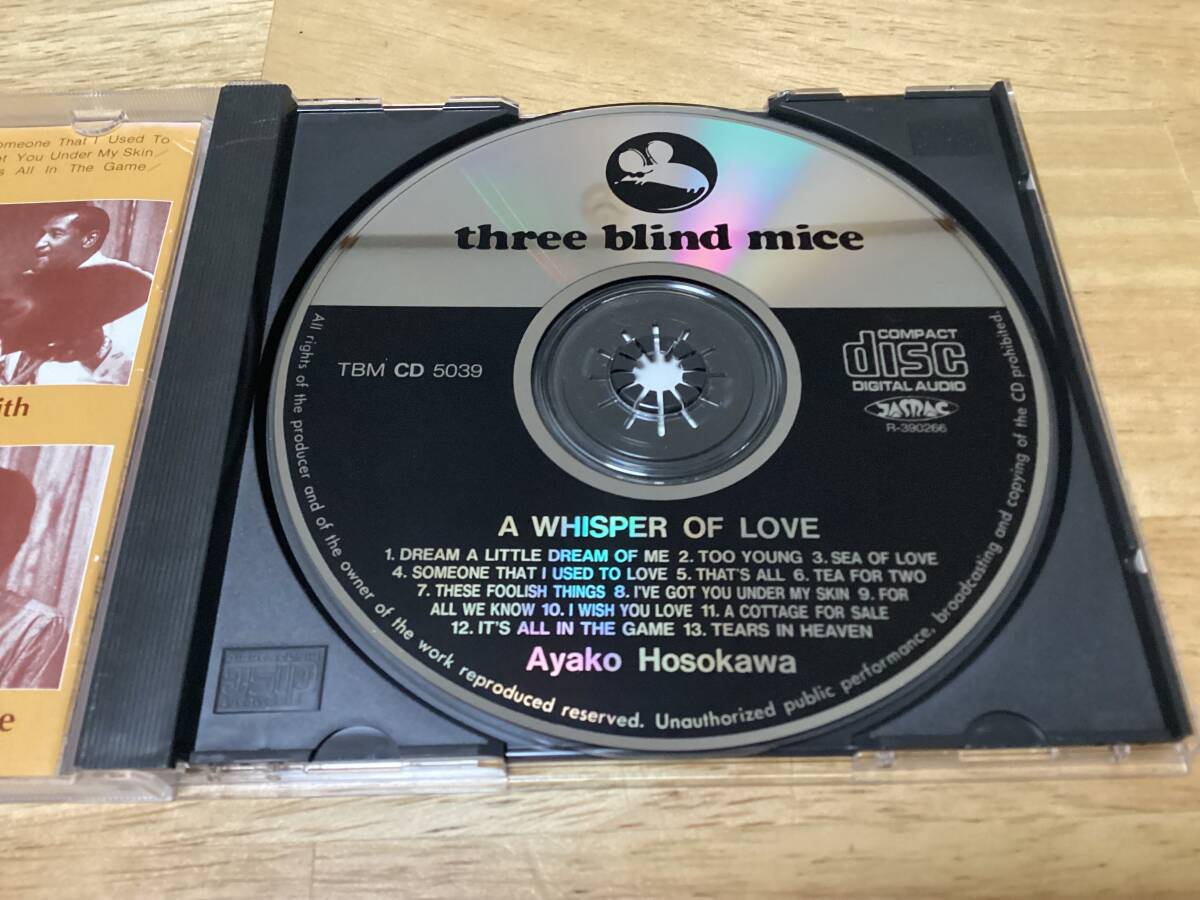 omeone That I Used To
ot You Under My Skin/
s All In The Game/
ith
e
three blind mice
TBM CD 5039
COMPACT
disc
DIGITAL AUDIO
JASRAC
R-390266
A WHISPER OF LOVE
1. DREAM A LITTLE DREAM OF ME 2. TOO YOUNG 3. SEA OF LOVE
4. SOMEONE THAT I USED TO LOVE 5. THAT'S ALL 6. TEA FOR TWO
7. THESE FOOLISH THINGS 8. I'VE GOT YOU UNDER MY SKIN 9. FOR
ALL WE KNOW 10. I WISH YOU LOVE 11. A COTTAGE FOR SALE
12. IT'S ALL IN THE GAME 13. TEARS IN HEAVEN
Ayako Hosokawa
All rights of the producer and of the owner of the work reproduced reserved. Unauthorized public performance, broadcasting and copying of the CD prohibited.